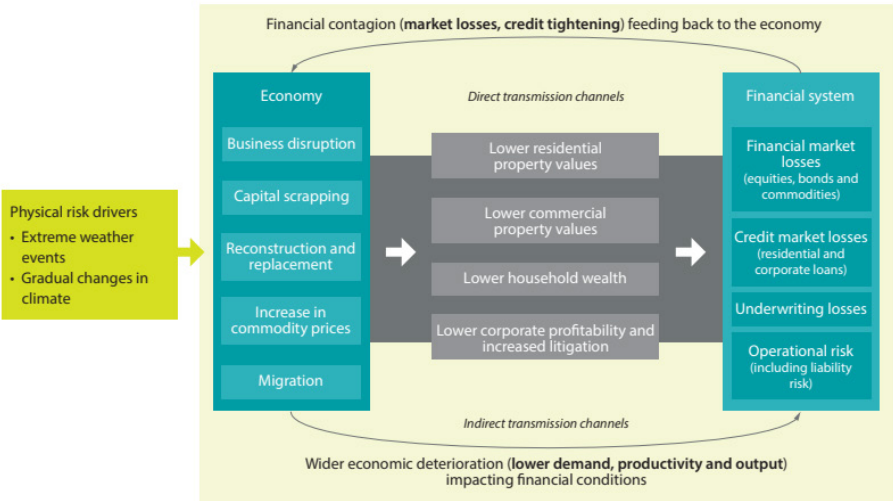 Financial contagion (market losses, credit tightening) feeding back to the economy
Physical risk drivers
• Extreme weather
events
• Gradual changes in
climate
Economy
Business disruption
Capital scrapping
Reconstruction and
replacement
Increase in
commodity prices
Migration
Direct transmission channels
Lower residential
property values
Lower commercial
property values
Lower household wealth
Lower corporate profitability and
increased litigation
Indirect transmission channels
Financial system
Financial market
losses
(equities, bonds and
commodities)
Credit market losses
(residential and
corporate loans)
Underwriting losses
Operational risk
(including liability
risk)
Wider economic deterioration (lower demand, productivity and output)
impacting financial conditions